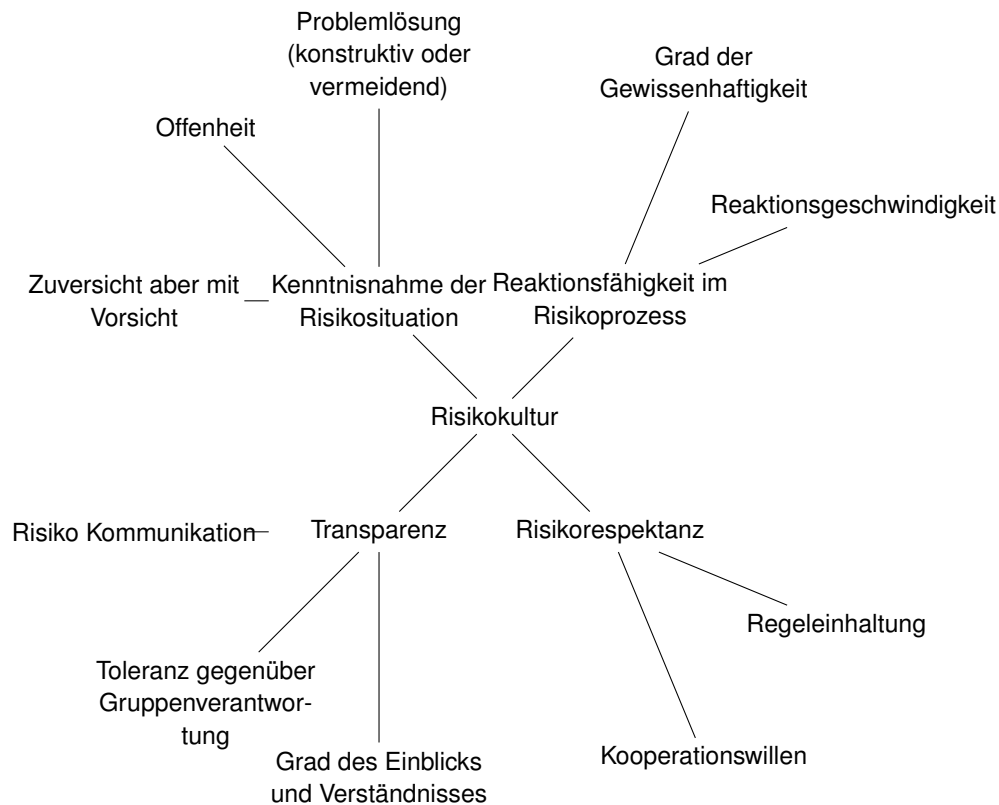 Problemlösung
(konstruktiv oder
vermeidend)
Grad der
Gewissenhaftigkeit
Offenheit
Reaktionsgeschwindigkeit
Zuversicht aber mit
Vorsicht
Kenntnisnahme der
Risikosituation
Reaktionsfähigkeit im
Risikoprozess
Risikokultur
Risiko Kommunikation
Transparenz
Risikorespektanz
Regeleinhaltung
Toleranz gegenüber
Gruppenverantwor-
tung
Grad des Einblicks
und Verständnisses
Kooperationswillen